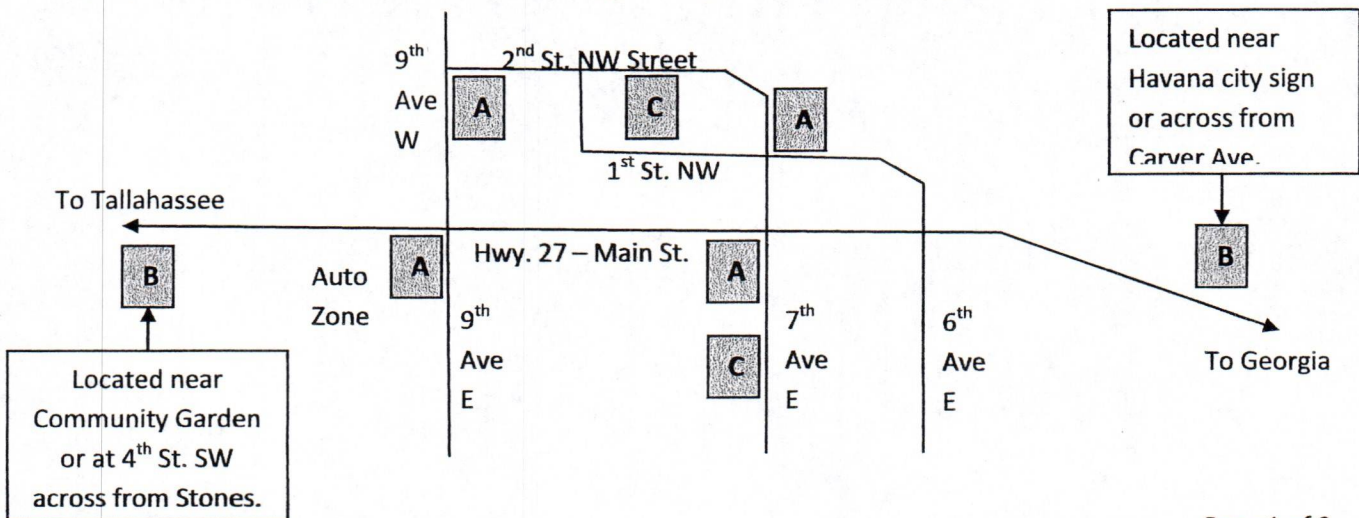 9th
Ave
W
2nd St. NW Street
A
C
A
Located near
Havana city sign
or across from
Carver Ave.
1st St. NW
To Tallahassee
B
Auto
Zone
A
Hwy. 27 – Main St.
A
B
9th
Ave
E
C
7th
Ave
E
6th
Ave
E
To Georgia
Located near
Community Garden
or at 4th St. SW
across from Stones.